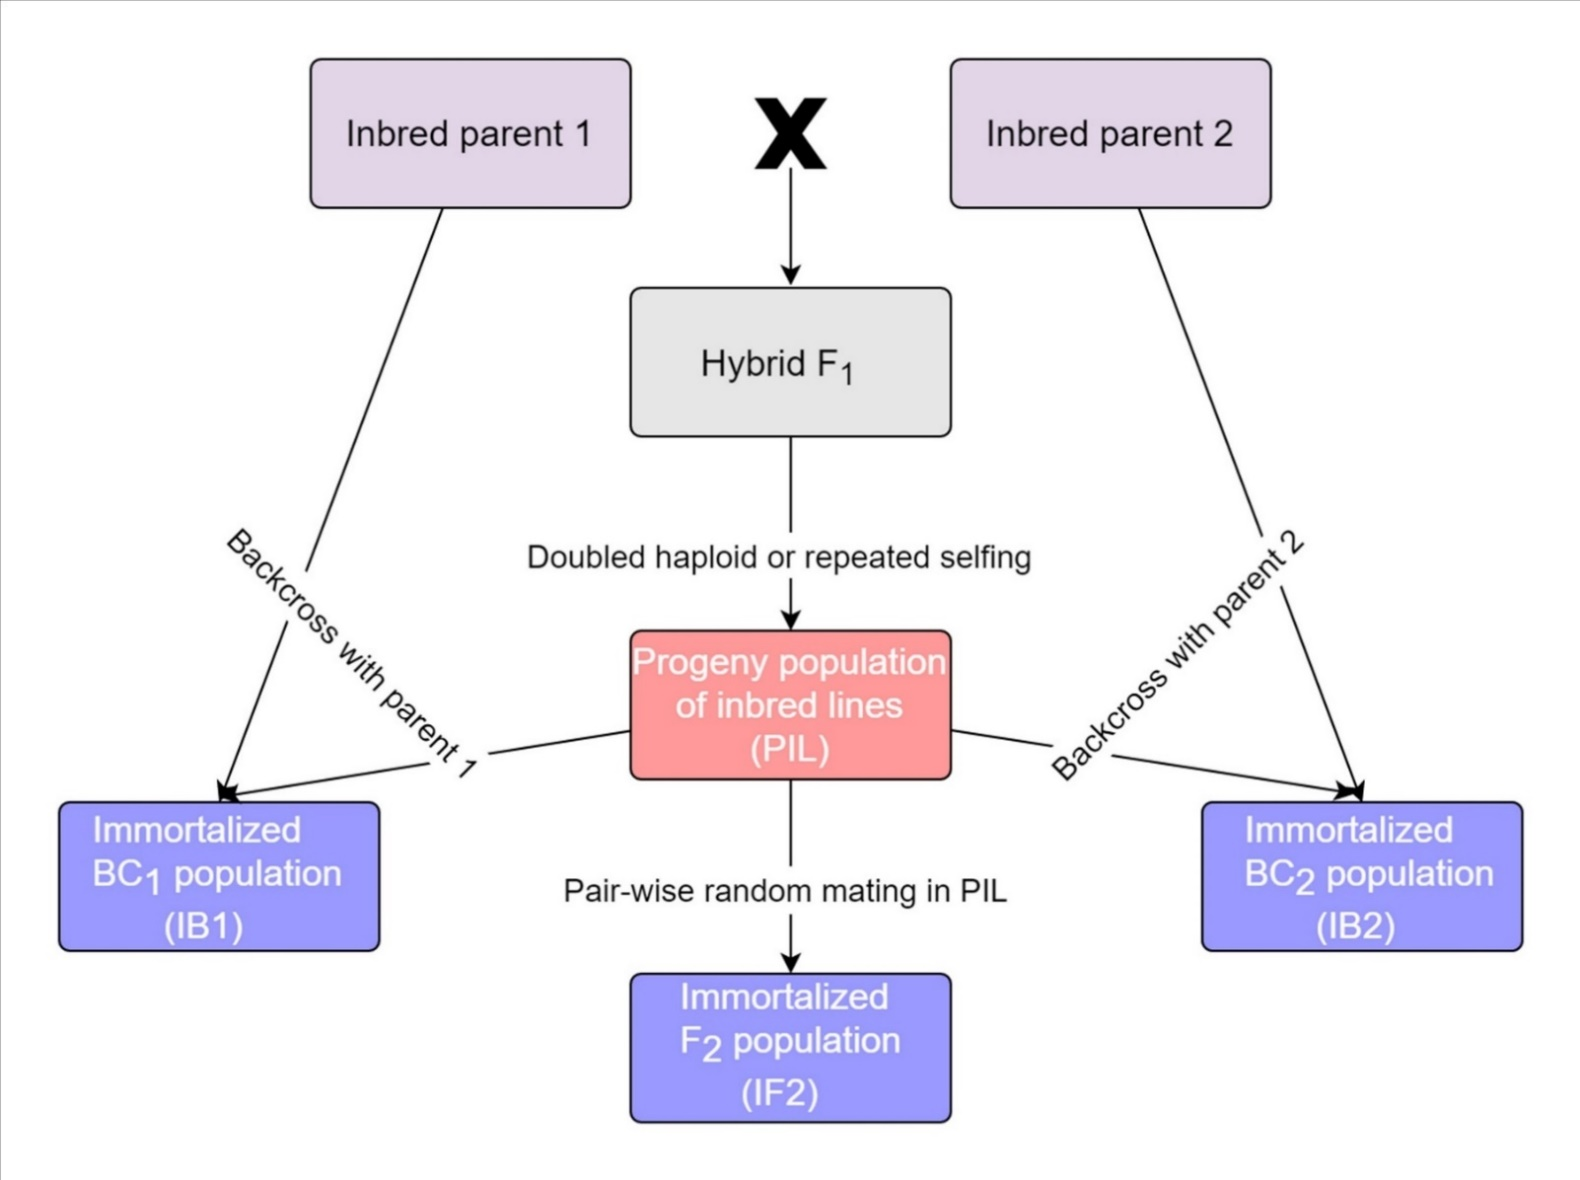 Inbred parent 1
X
Inbred parent 2
Hybrid F1
Doubled haploid or repeated selfing
Backcross with parent 1
Backcross with parent 2
Progeny population
of inbred lines
(PIL)
Immortalized
BC1 population
(IB1)
Pair-wise random mating in PIL
Immortalized
BC2 population
(IB2)
Immortalized
F2 population
(IF2)